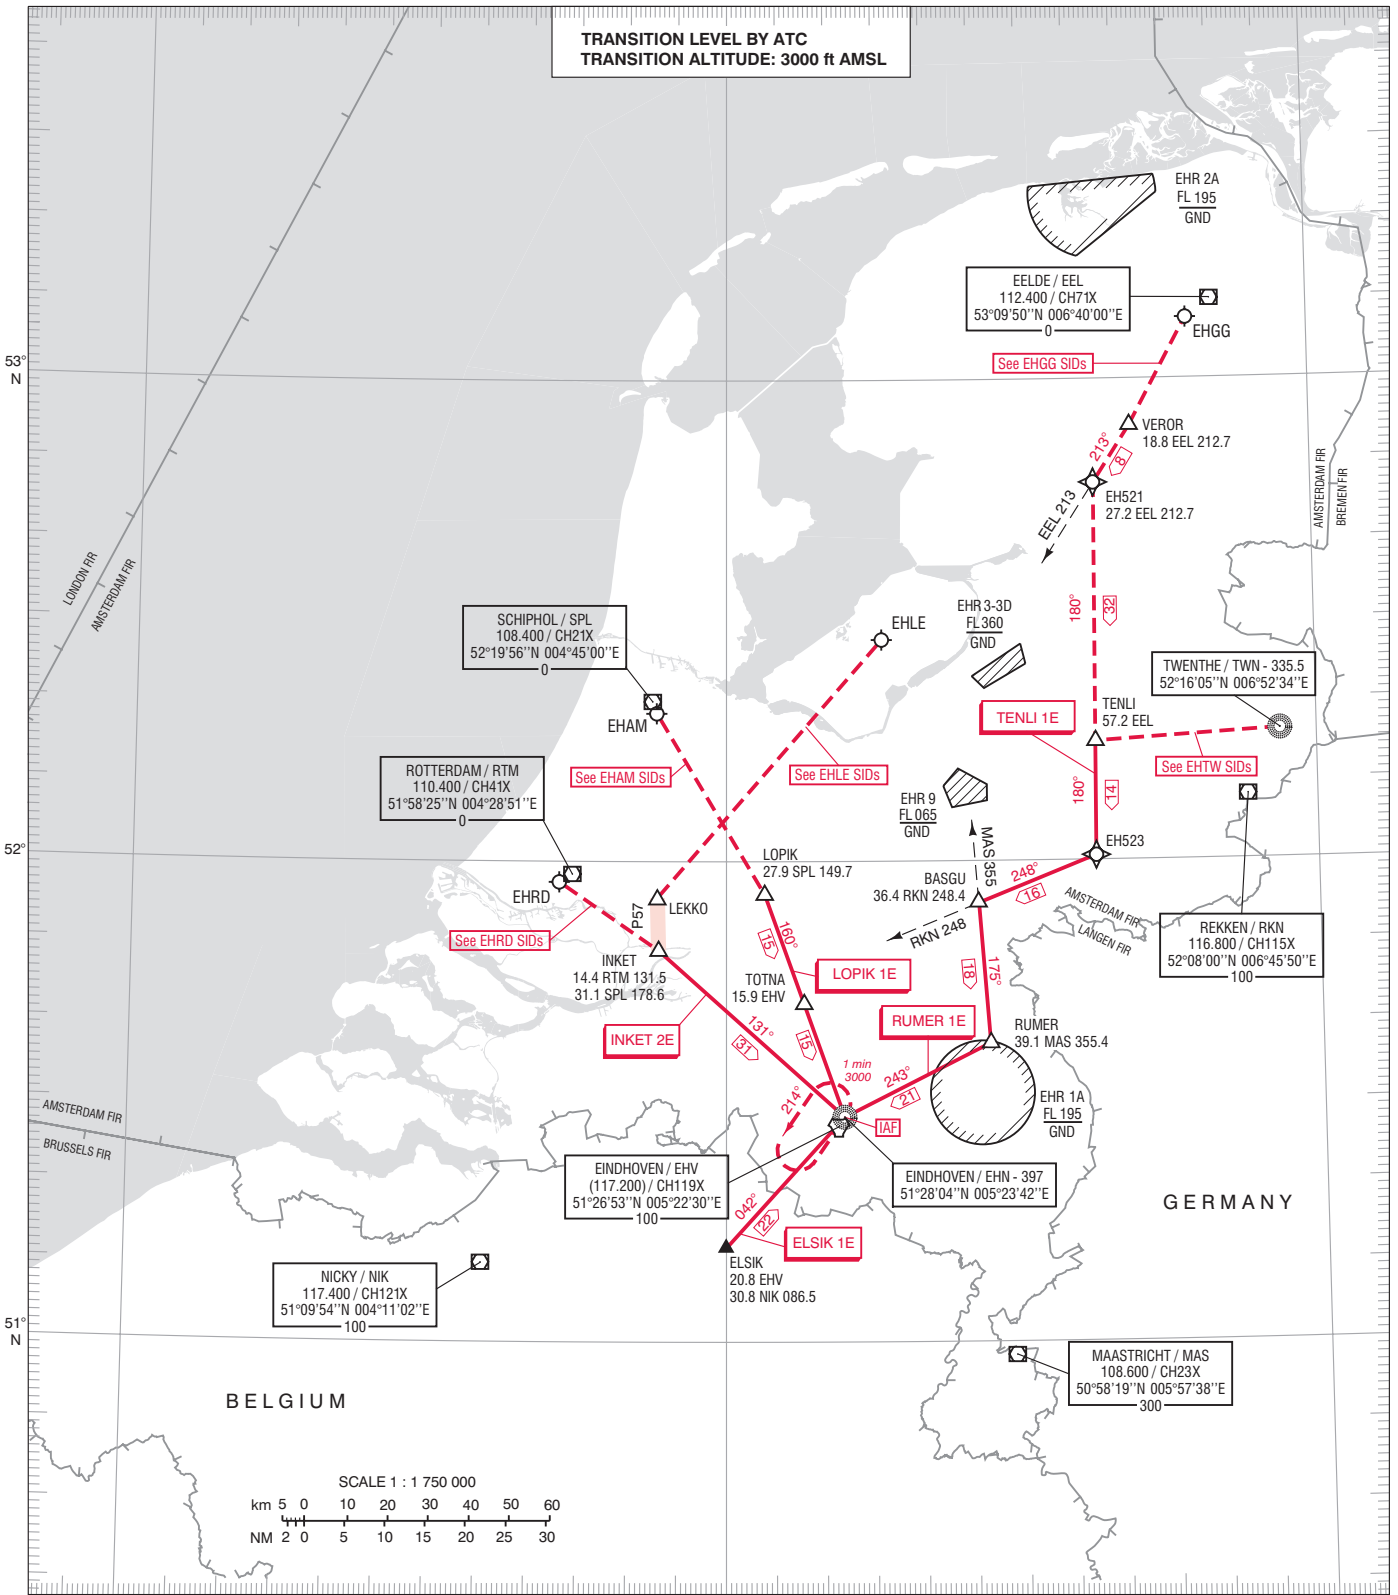 TRANSITION LEVEL BY ATC
TRANSITION ALTITUDE: 3000 ft AMSL
EHR 2A
FL 195
GND
EELDE / EEL
112.400 / CH71X
53°09'50''N 006°40'00''E
0
EHGG
53°
N
See EHGG SIDs
VEROR
18.8 EEL 212.7
213°
8
EH521
27.2 EEL 212.7
EEL 213
AMSTERDAM FIR
BREMEN FIR
LONDON FIR
AMSTERDAM FIR
180°
32
SCHIPHOL / SPL
108.400 / CH21X
52°19'56''N 004°45'00''E
0
EHLE
EHR 3-3D
FL 360
GND
TWENTHE / TWN - 335.5
52°16'05''N 006°52'34''E
EHAM
TENLI 1E
TENLI
57.2 EEL
See EHAM SIDs
See EHLE SIDs
See EHTW SIDs
ROTTERDAM / RTM
110.400 / CH41X
51°58'25''N 004°28'51''E
0
EHR 9
FL 065
GND
180°
14
MAS 355
EH523
52°
N
LOPIK
27.9 SPL 149.7
BASGU
36.4 RKN 248.4
248°
16
EHRD
P57
LEKKO
AMSTERDAM FIR
LANGEN FIR
See EHRD SIDs
RKN 248
REKKEN / RKN
116.800 / CH115X
52°08'00''N 006°45'50''E
100
160°
15
INKET
14.4 RTM 131.5
31.1 SPL 178.6
TOTNA
15.9 EHV
LOPIK 1E
18
175°
INKET 2E
131°
31
15
RUMER 1E
RUMER
39.1 MAS 355.4
1 min
3000
243°
21
214°
EHR 1A
FL 195
GND
AMSTERDAM FIR
BRUSSELS FIR
IAF
EINDHOVEN / EHV
(117.200) / CH119X
51°26'53''N 005°22'30''E
100
EINDHOVEN / EHN - 397
51°28'04''N 005°23'42''E
GERMANY
042°
22
ELSIK 1E
ELSIK
20.8 EHV
30.8 NIK 086.5
NICKY / NIK
117.400 / CH121X
51°09'54''N 004°11'02''E
100
51°
N
MAASTRICHT / MAS
108.600 / CH23X
50°58'19''N 005°57'38''E
300
BELGIUM
SCALE 1 : 1 750 000
km 5 0 10 20 30 40 50 60
NM 2 0 5 10 15 20 25 30